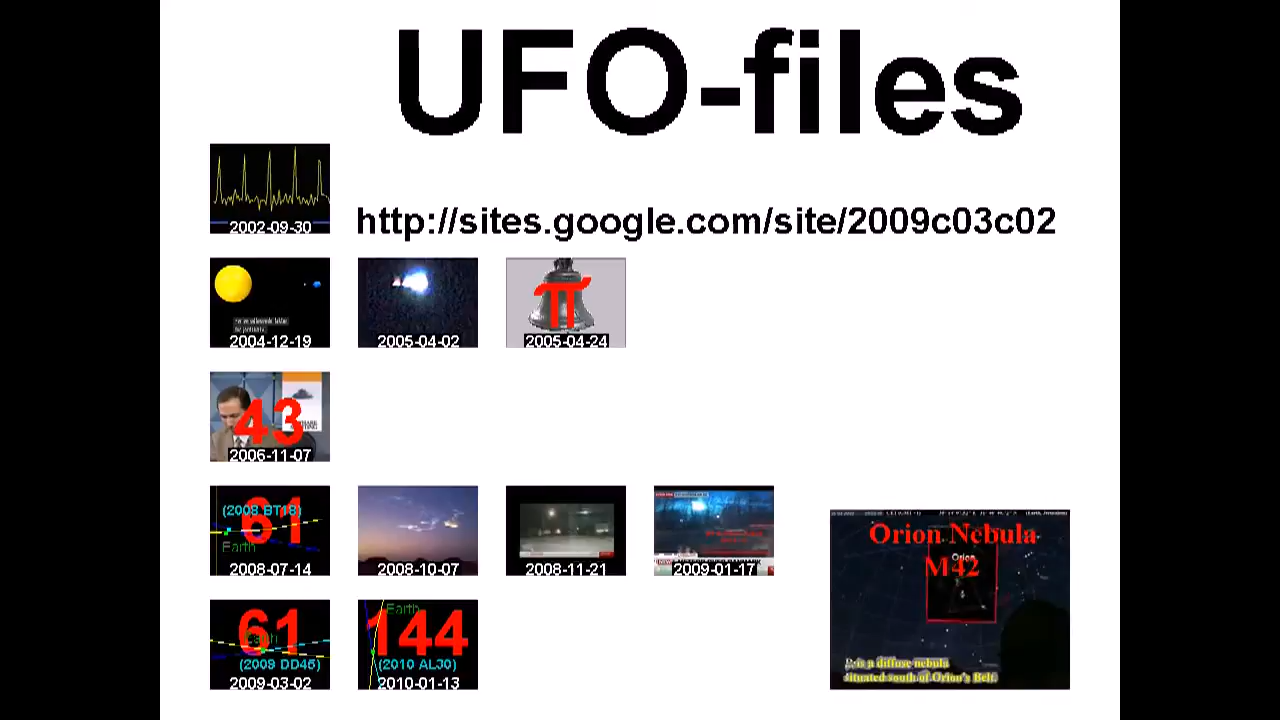 UFO-files
2002-09-30
http://sites.google.com/site/2009c03c02
2004-12-19
2005-04-02
π
2005-04-24
43
2006-11-07
61
(2008 BT18)
Earth
2008-07-14
2008-10-07
2008-11-21
2009-01-17
Orion Nebula
Orion
M42
is a diffuse nebula
situated south of Orion's Belt.
61
Earth
(2009 DD45)
2009-03-02
Earth
144
(2010 AL30)
2010-01-13